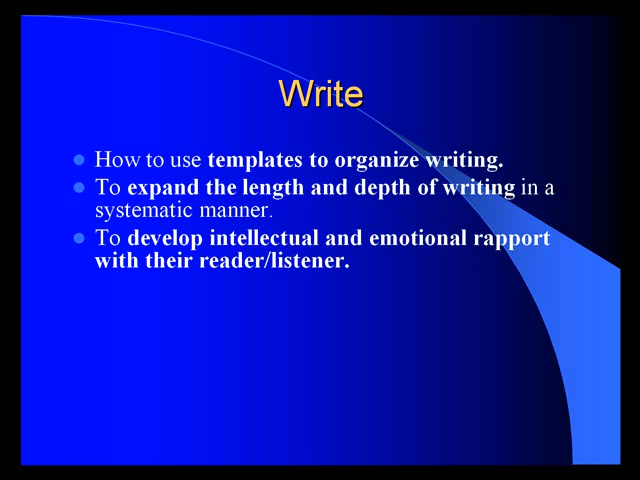 Write
How to use templates to organize writing.
To expand the length and depth of writing in a
systematic manner.
To develop intellectual and emotional rapport
with their reader/listener.